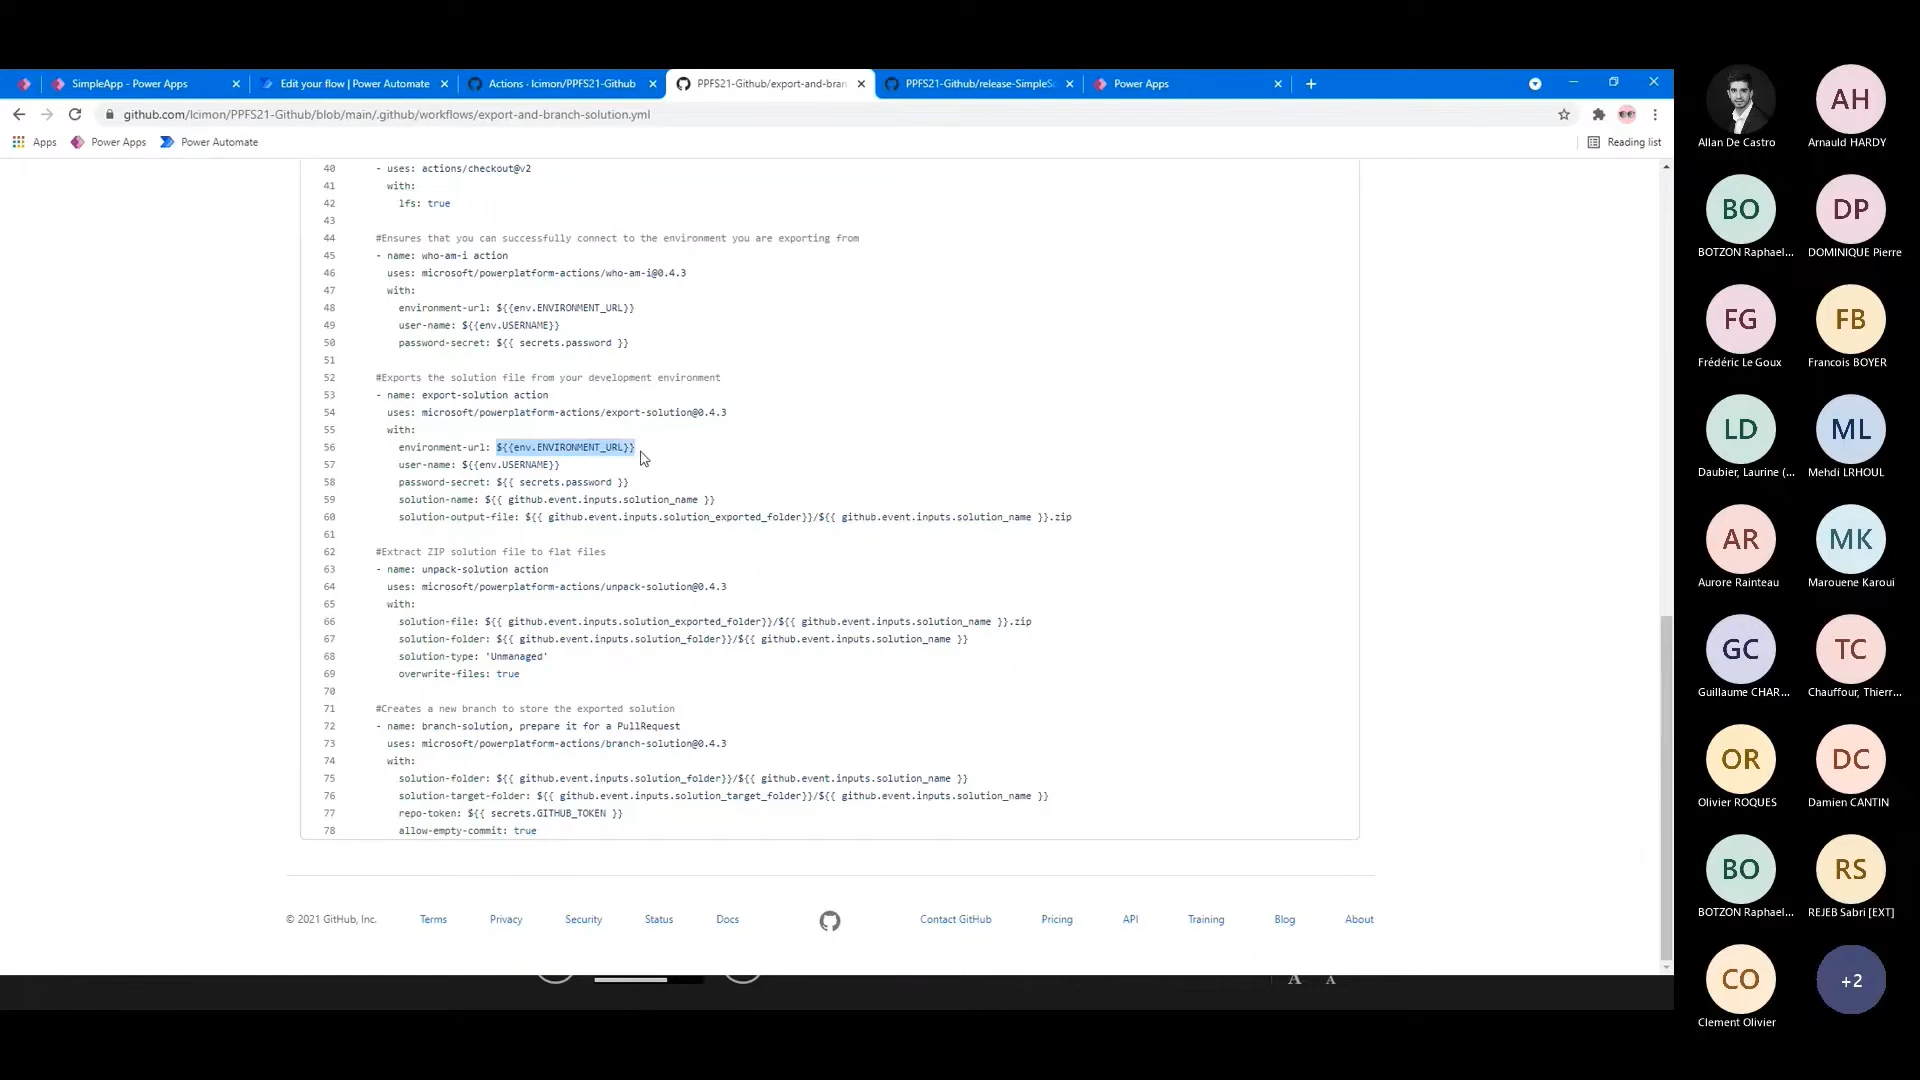 SimpleApp - Power Apps
Edit your flow | Power Automate
Actions · lcimon/PPFS21-Github
PPFS21-Github/export-and-bran
PPFS21-Github/release-SimpleSo
Power Apps
github.com/lcimon/PPFS21-Github/blob/main/.github/workflows/export-and-branch-solution.yml
Apps
Power Apps
Power Automate
Reading list
40 - uses: actions/checkout@v2
41 with:
42 lfs: true
43
44 #Ensures that you can successfully connect to the environment you are exporting from
45 - name: who-am-i action
46 uses: microsoft/powerplatform-actions/who-am-i@0.4.3
47 with:
48 environment-url: ${{env.ENVIRONMENT_URL}}
49 user-name: ${{env.USERNAME}}
50 password-secret: ${{ secrets.password }}
51
52 #Exports the solution file from your development environment
53 - name: export-solution action
54 uses: microsoft/powerplatform-actions/export-solution@0.4.3
55 with:
56 environment-url: ${{env.ENVIRONMENT_URL}}
57 user-name: ${{env.USERNAME}}
58 password-secret: ${{ secrets.password }}
59 solution-name: ${{ github.event.inputs.solution_name }}
60 solution-output-file: ${{ github.event.inputs.solution_exported_folder}}/${{ github.event.inputs.solution_name }}.zip
61
62 #Extract ZIP solution file to flat files
63 - name: unpack-solution action
64 uses: microsoft/powerplatform-actions/unpack-solution@0.4.3
65 with:
66 solution-file: ${{ github.event.inputs.solution_exported_folder}}/${{ github.event.inputs.solution_name }}.zip
67 solution-folder: ${{ github.event.inputs.solution_folder}}/${{ github.event.inputs.solution_name }}
68 solution-type: 'Unmanaged'
69 overwrite-files: true
70
71 #Creates a new branch to store the exported solution
72 - name: branch-solution, prepare it for a PullRequest
73 uses: microsoft/powerplatform-actions/branch-solution@0.4.3
74 with:
75 solution-folder: ${{ github.event.inputs.solution_folder}}/${{ github.event.inputs.solution_name }}
76 solution-target-folder: ${{ github.event.inputs.solution_target_folder}}/${{ github.event.inputs.solution_name }}
77 repo-token: ${{ secrets.GITHUB_TOKEN }}
78 allow-empty-commit: true
© 2021 GitHub, Inc.
Terms
Privacy
Security
Status
Docs
Contact GitHub
Pricing
API
Training
Blog
About
A A
Allan De Castro
AH
Arnauld HARDY
BO
BOTZON Raphael...
DP
DOMINIQUE Pierre
FG
Frédéric Le Goux
FB
Francois BOYER
LD
Daubier, Laurine (...
ML
Mehdi LRHOUL
AR
Aurore Rainteau
MK
Marouene Karoui
GC
Guillaume CHAR...
TC
Chauffour, Thierr...
OR
Olivier ROQUES
DC
Damien CANTIN
BO
BOTZON Raphael...
RS
REJEB Sabri [EXT]
CO
Clement Olivier
+2